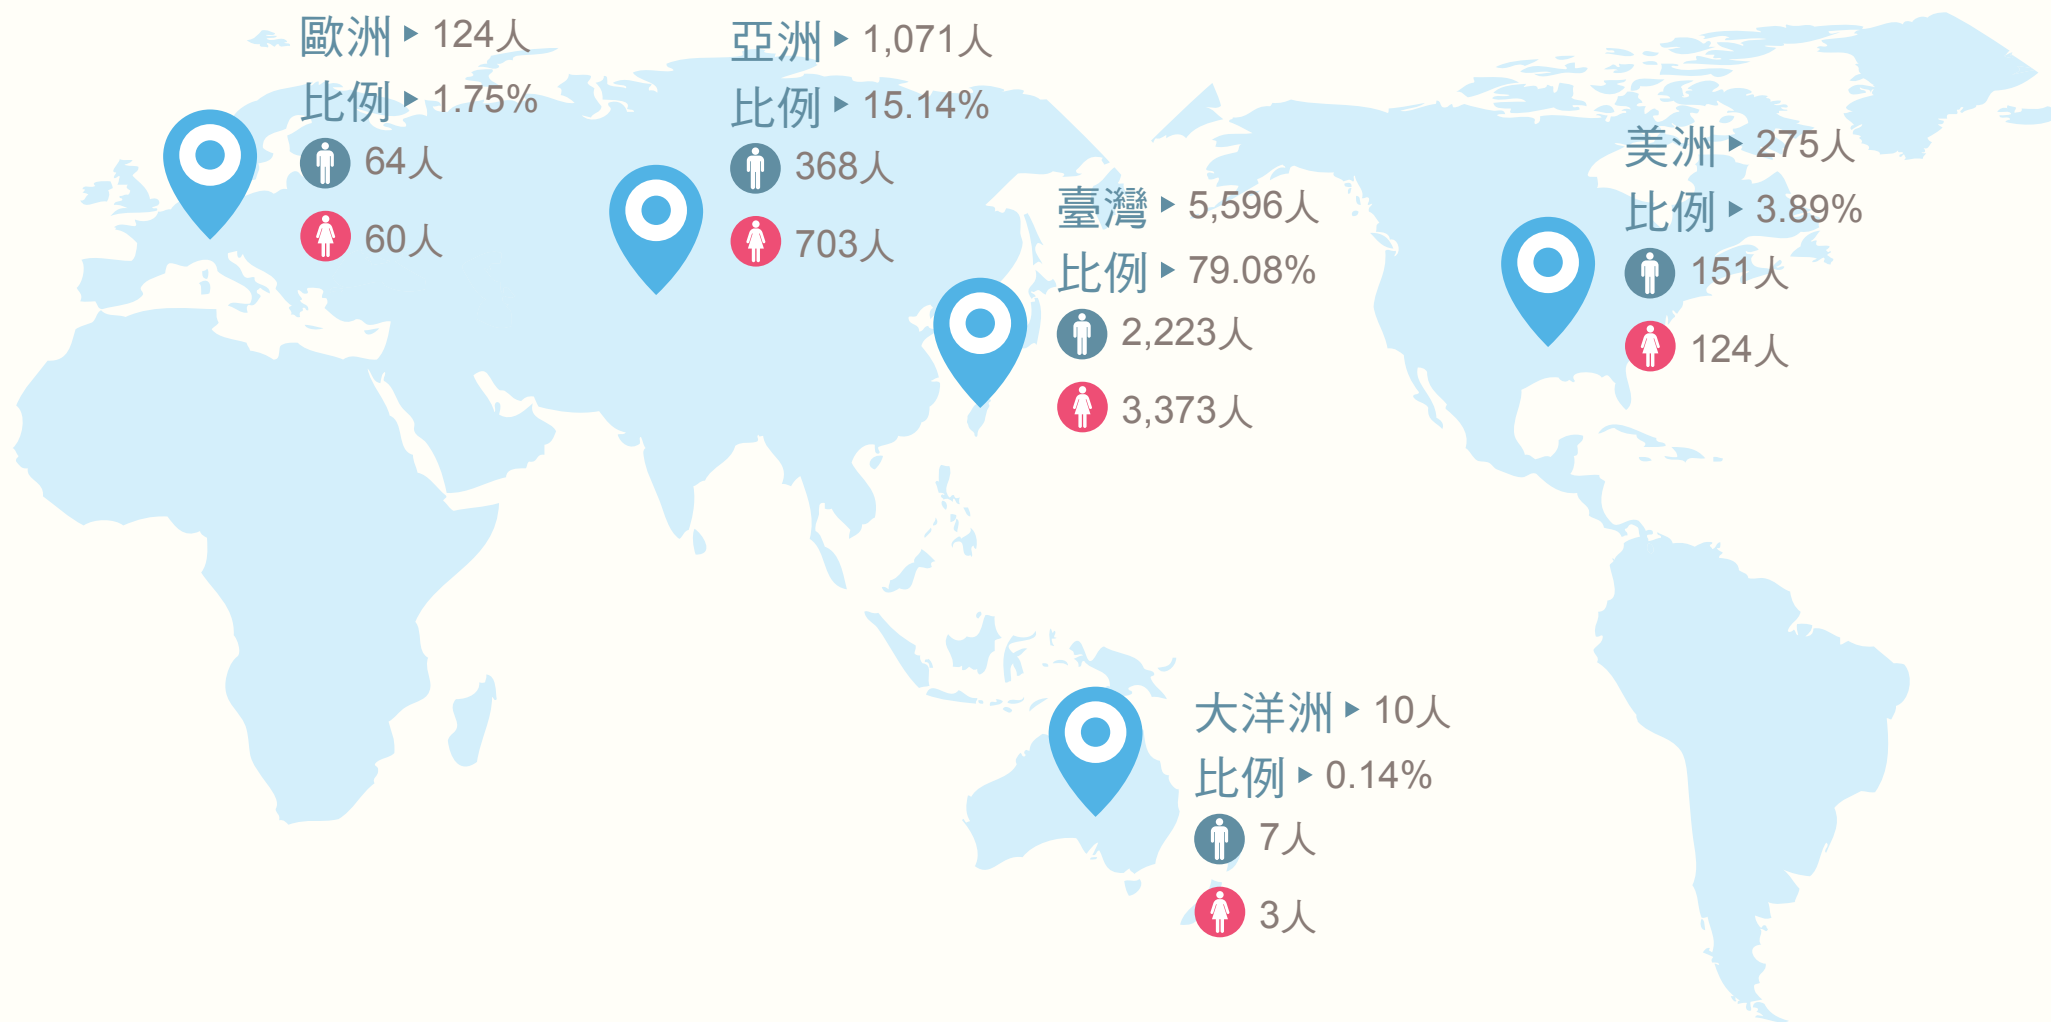 歐洲 ▸ 124人
比例 ▸ 1.75%
64人
60人
亞洲 ▸ 1,071人
比例 ▸ 15.14%
368人
703人
臺灣 ▸ 5,596人
比例 ▸ 79.08%
2,223人
3,373人
美洲 ▸ 275人
比例 ▸ 3.89%
151人
124人
大洋洲 ▸ 10人
比例 ▸ 0.14%
7人
3人